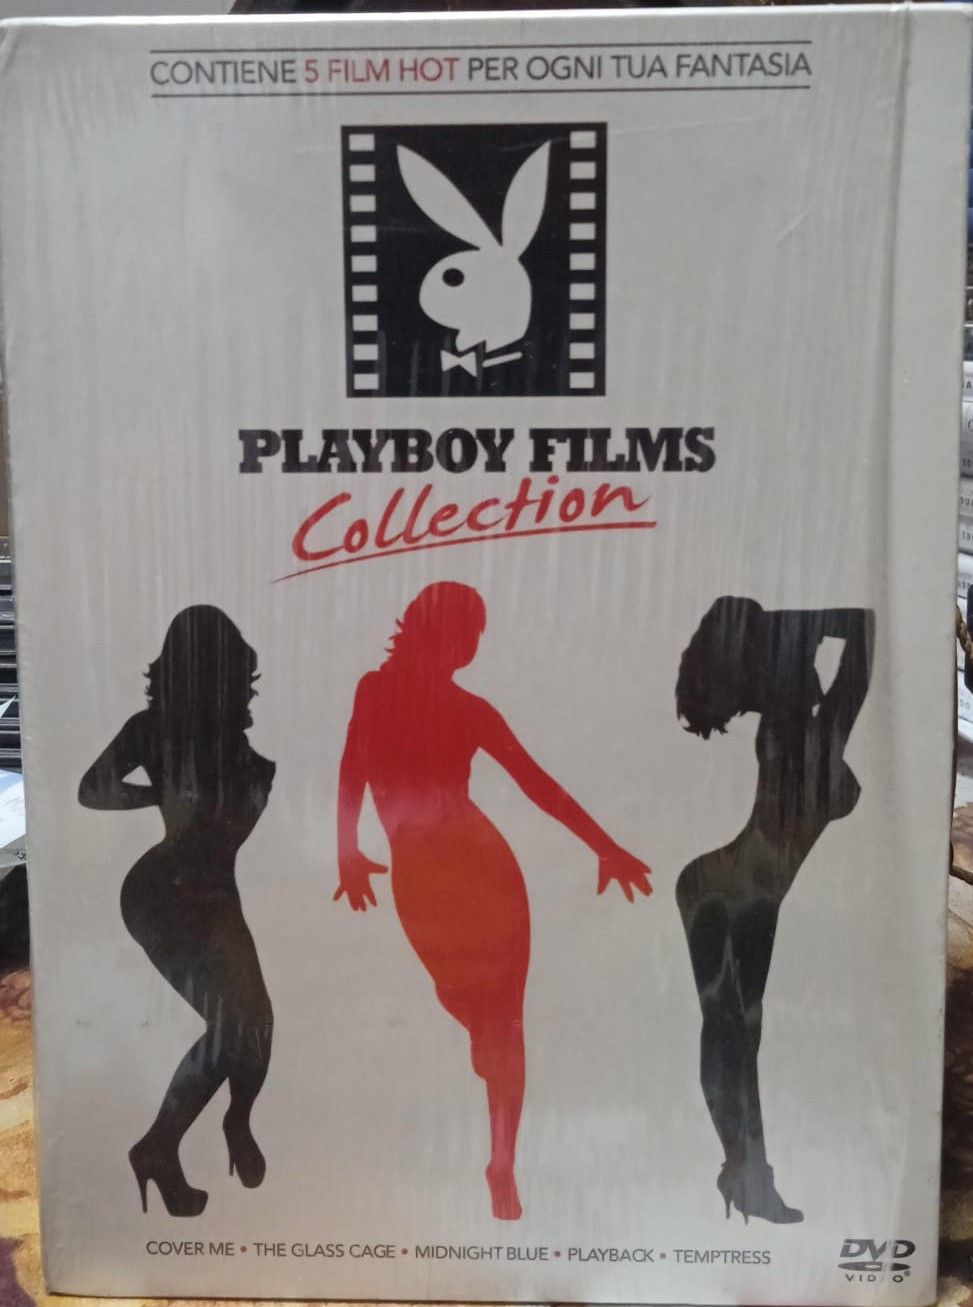 CONTIENE 5 FILM HOT PER OGNI TUA FANTASIA
PLAYBOY FILMS
Collection
COVER ME • THE GLASS CAGE • MIDNIGHT BLUE • PLAYBACK • TEMPTRESS
DVD
VIDEO